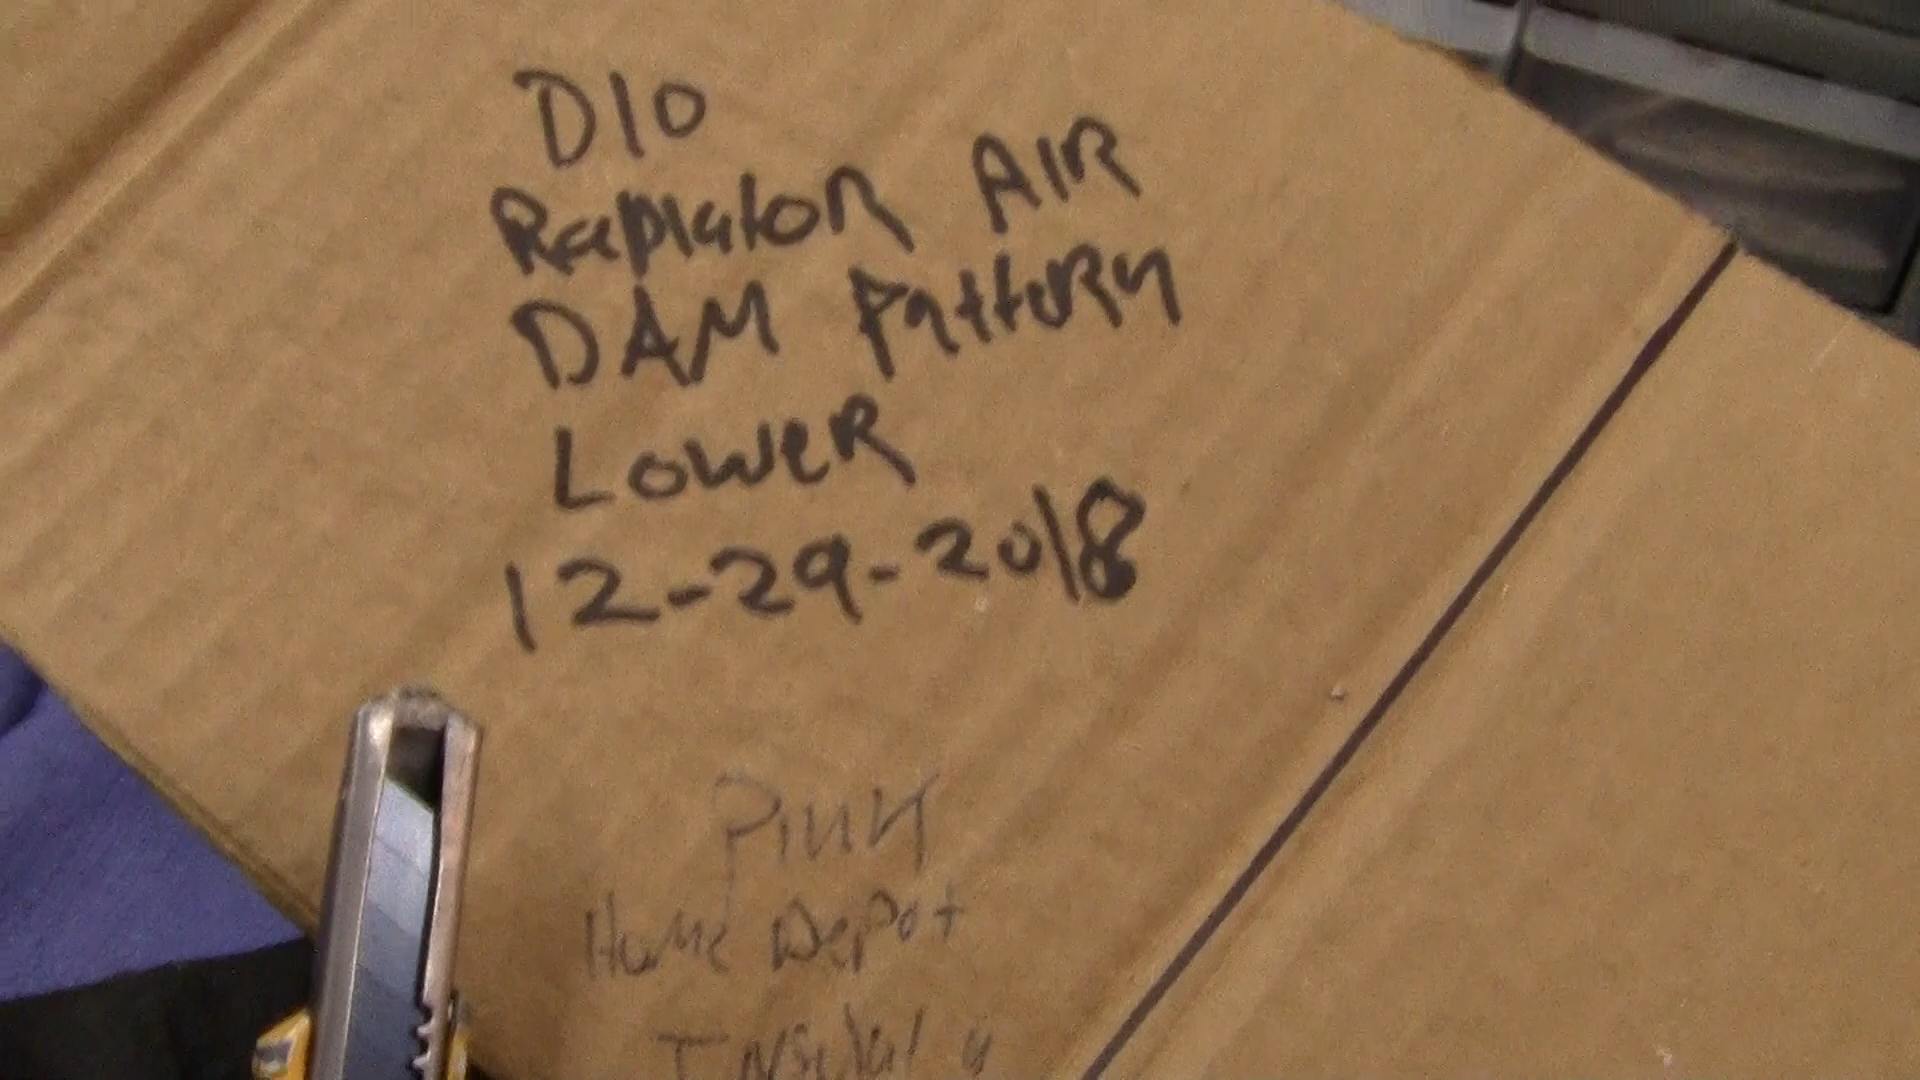 D10
RADIATOR AIR
DAM PATTERN
LOWER
12-29-2018
PINK
Home Depot